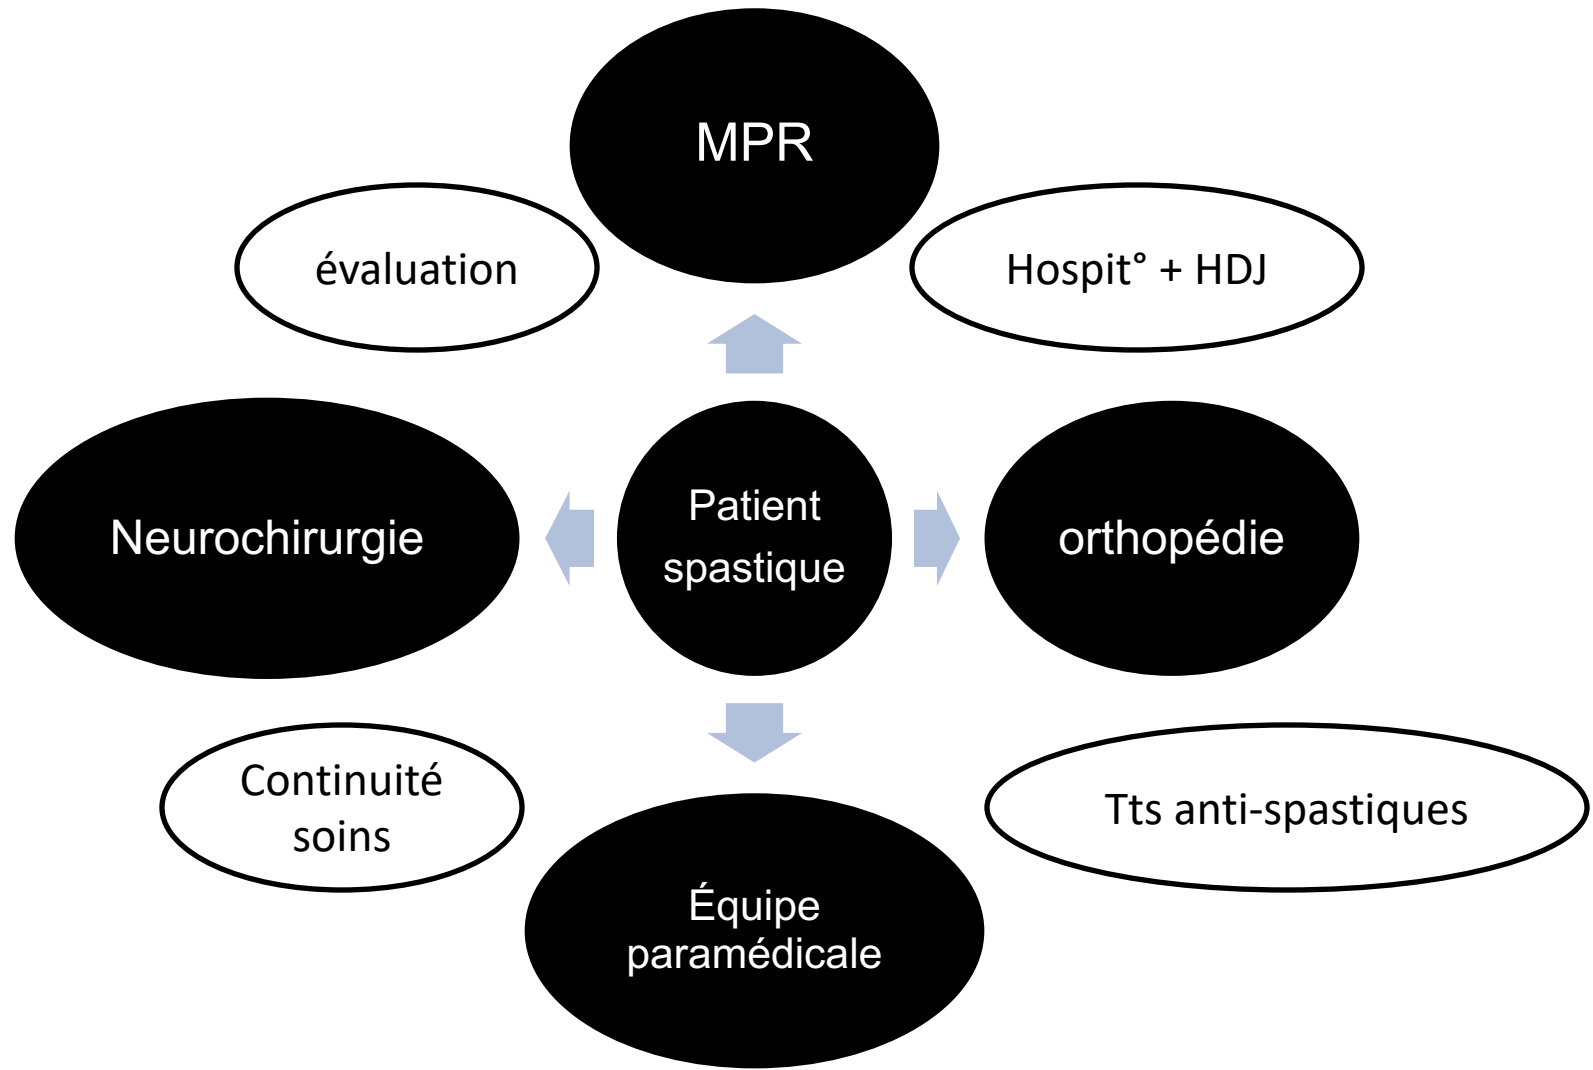 MPR
évaluation
Hospit° + HDJ
Neurochirurgie
Patient
spastique
orthopédie
Continuité
soins
Tts anti-spastiques
Équipe
paramédicale